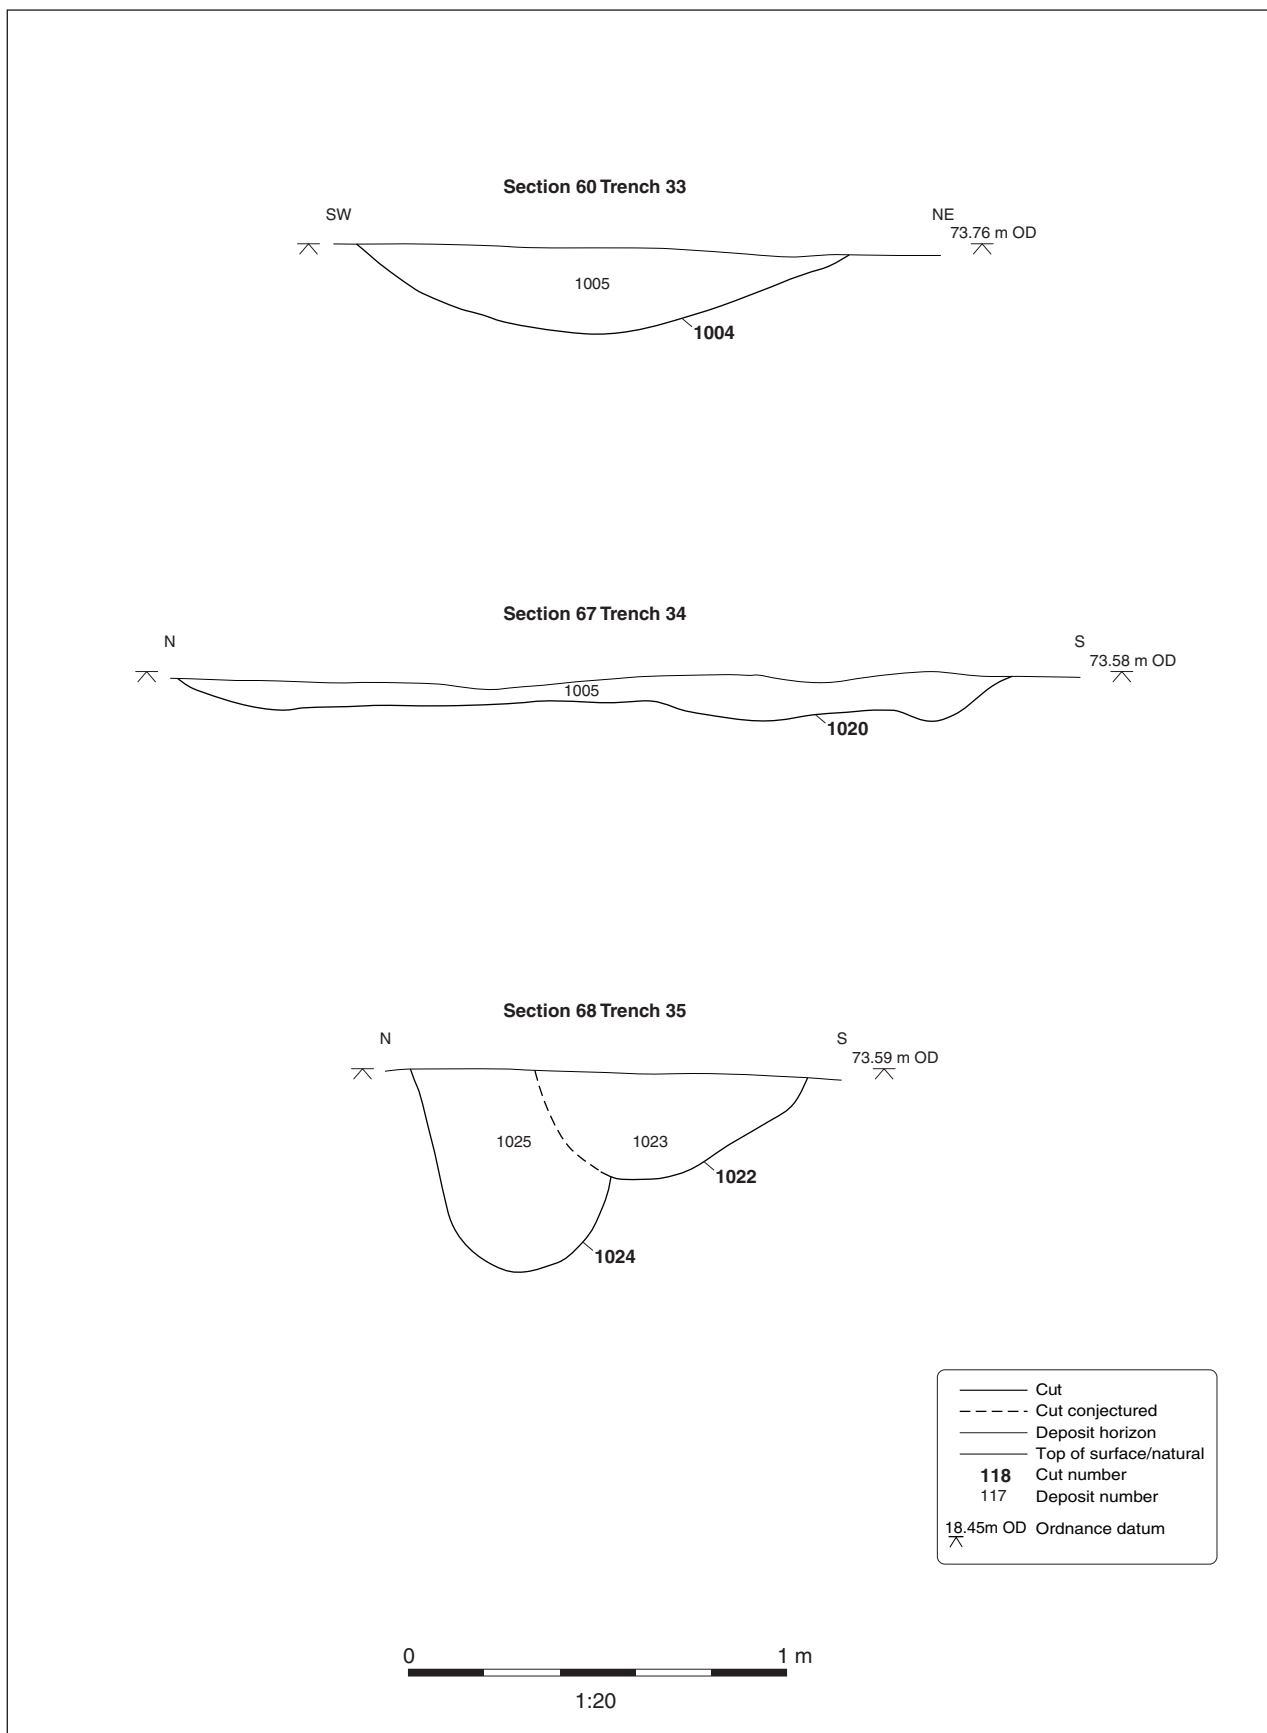 Section 60 Trench 33
SW
NE
73.76 m OD
1005
1004
Section 67 Trench 34
N
S
73.58 m OD
1005
1020
Section 68 Trench 35
N
S
73.59 m OD
1025
1023
1022
1024
Cut
Cut conjectured
Deposit horizon
Top of surface/natural
118 Cut number
117 Deposit number
18.45m OD Ordnance datum
0 1 m
1:20